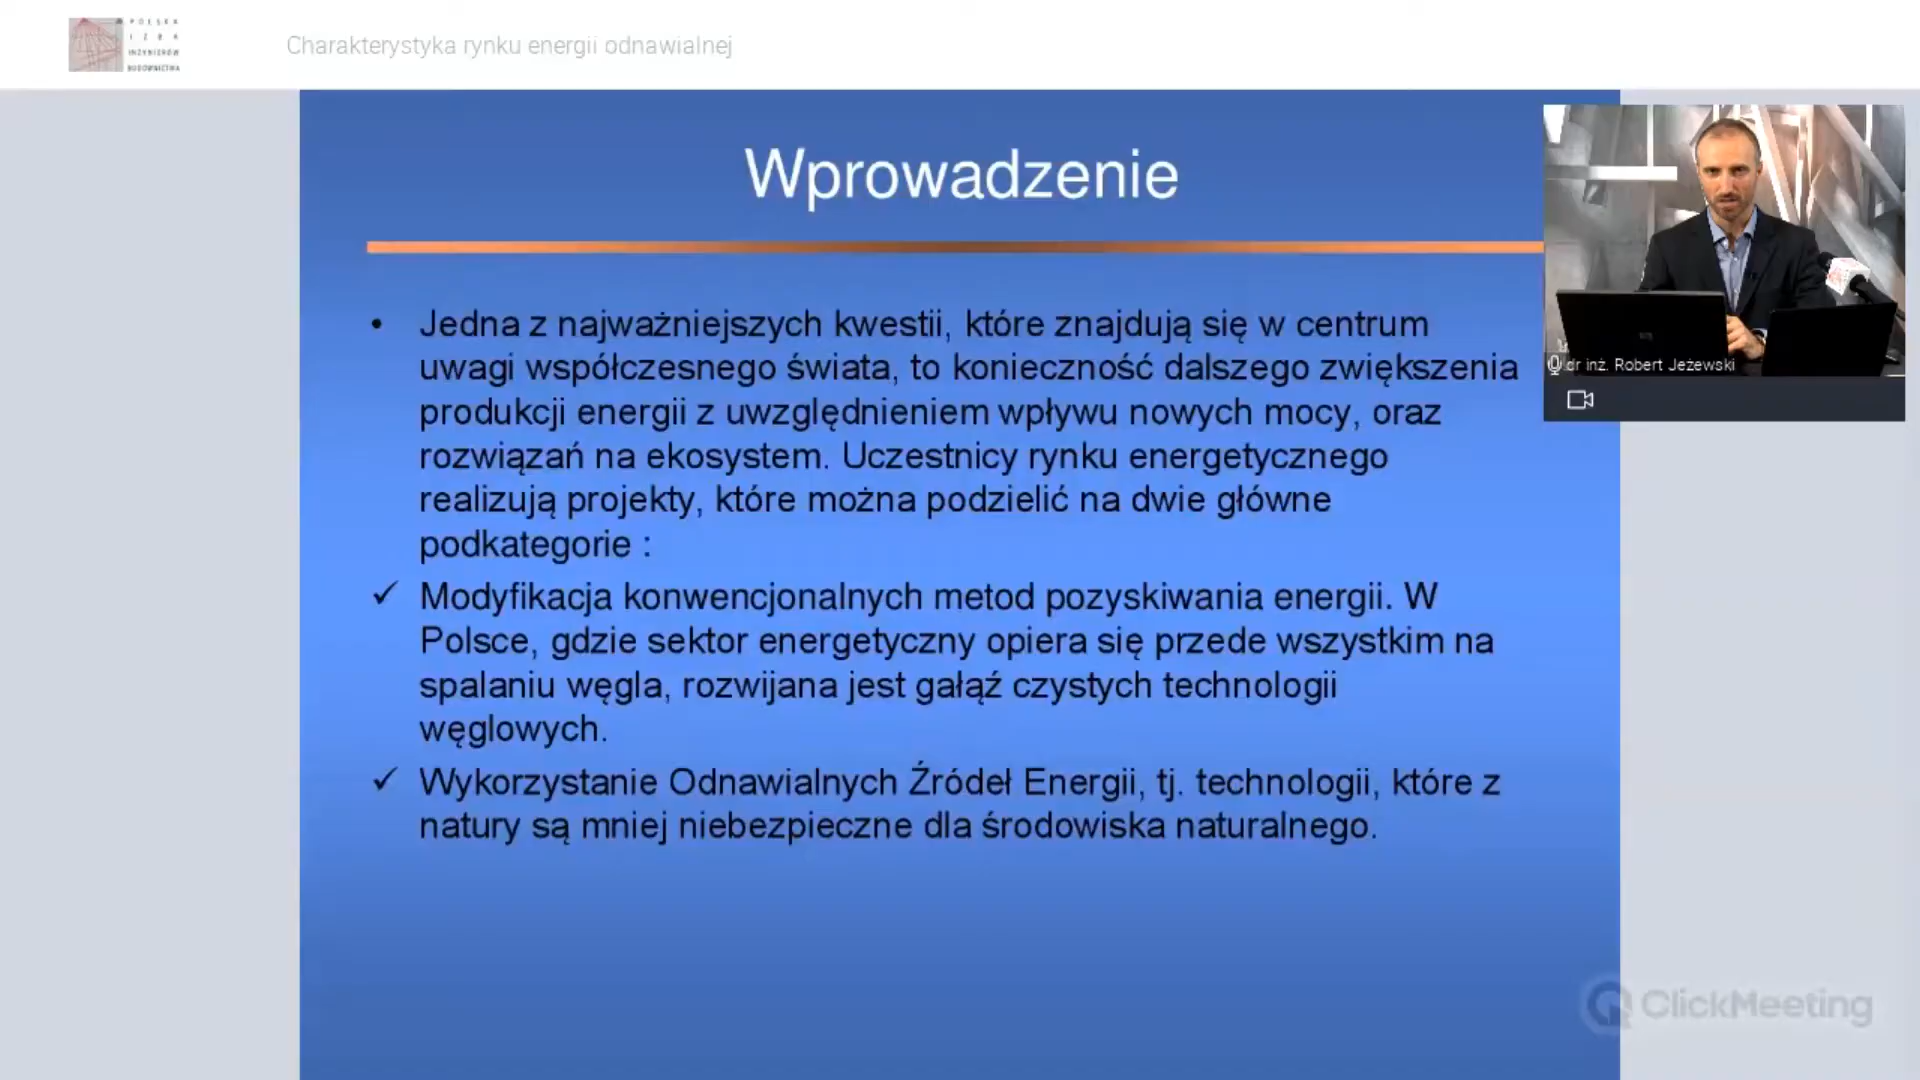 POLSKA
IZBA
INŻYNIERÓW
BUDOWNICTWA
Charakterystyka rynku energii odnawialnej
Wprowadzenie
• Jedna z najważniejszych kwestii, które znajdują się w centrum
uwagi współczesnego świata, to konieczność dalszego zwiększenia
produkcji energii z uwzględnieniem wpływu nowych mocy, oraz
rozwiązań na ekosystem. Uczestnicy rynku energetycznego
realizują projekty, które można podzielić na dwie główne
podkategorie :
✓ Modyfikacja konwencjonalnych metod pozyskiwania energii. W
Polsce, gdzie sektor energetyczny opiera się przede wszystkim na
spalaniu węgla, rozwijana jest gałąź czystych technologii
węglowych.
✓ Wykorzystanie Odnawialnych Źródeł Energii, tj. technologii, które z
natury są mniej niebezpieczne dla środowiska naturalnego.
dr inż. Robert Jeżewski
ClickMeeting